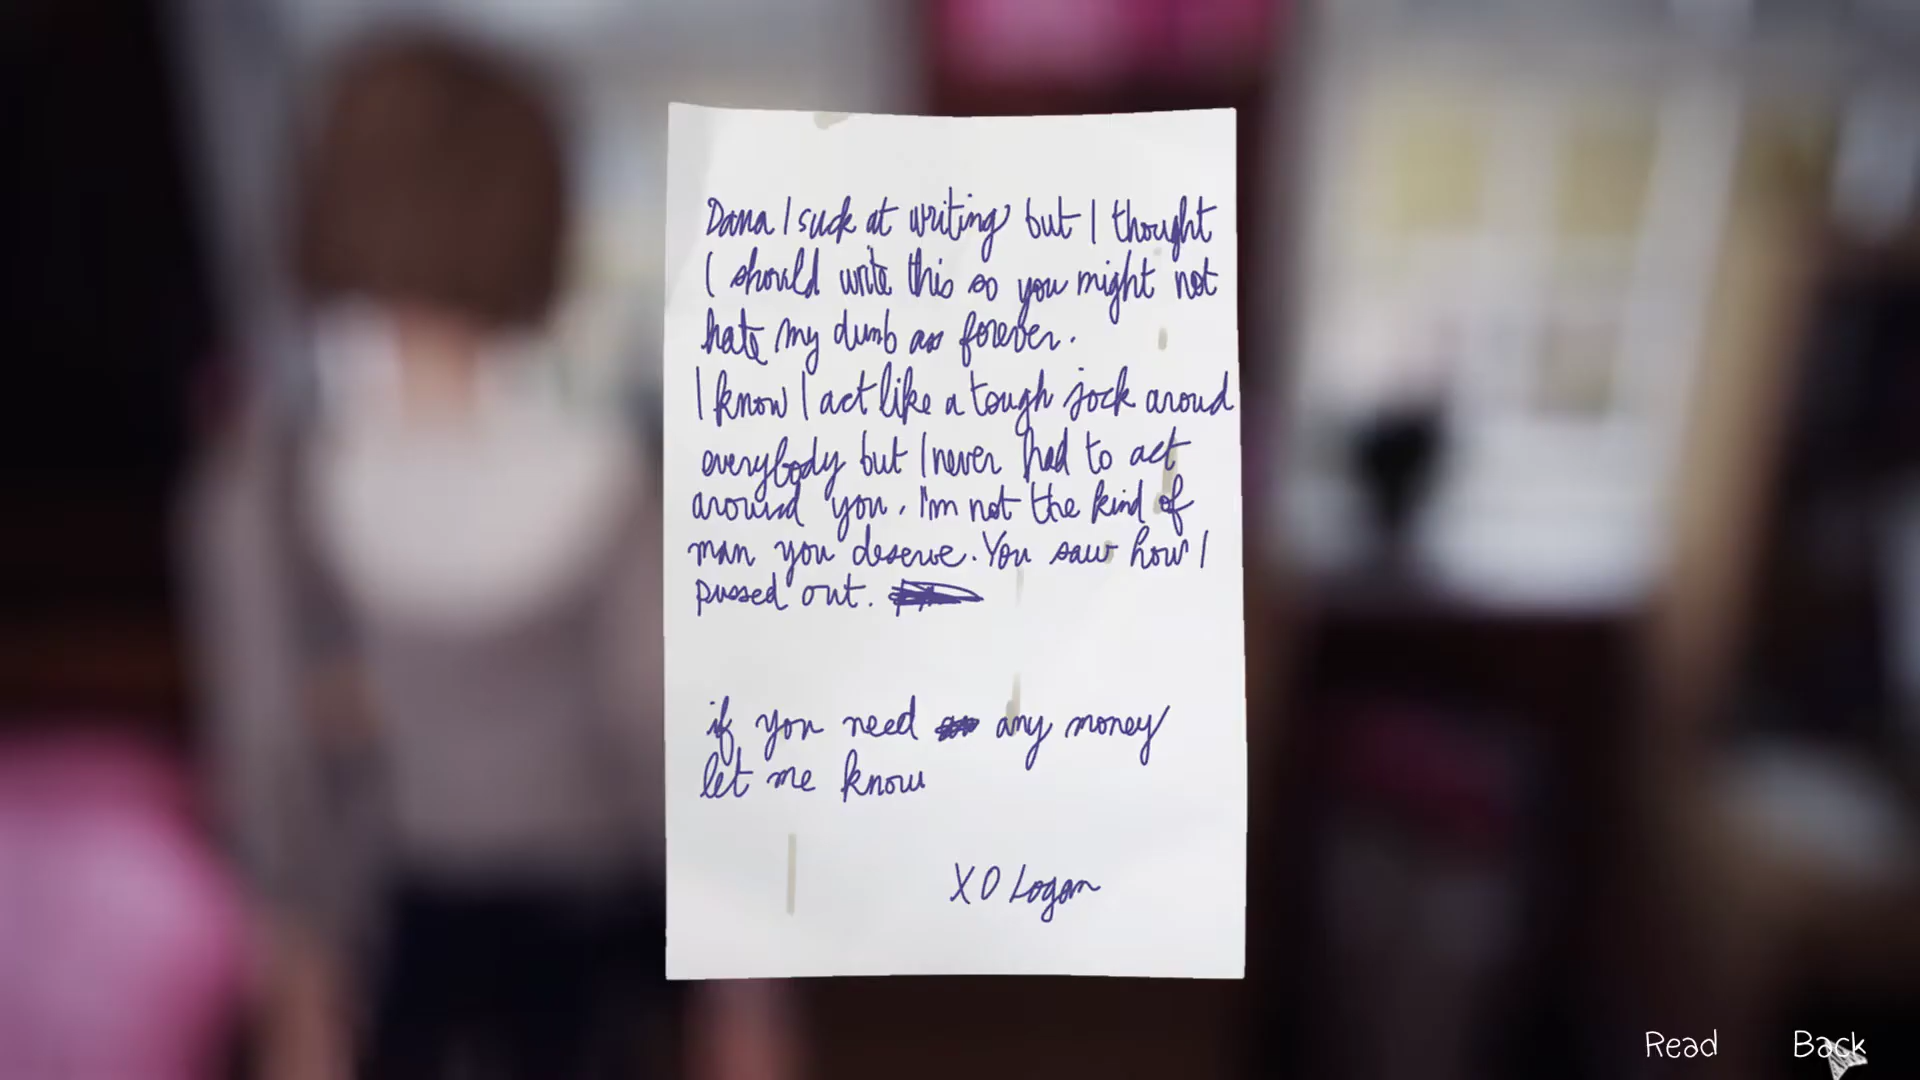 Dana I suck at writing but I thought
I should write this so you might not
hate my dumb ass forever.
I know I act like a tough jock aroud
everybody but I never had to act
around you. I'm not the kind of
man you deserve. You saw how I
pussed out.
if you need any money
let me know
XO Logan
Read Back